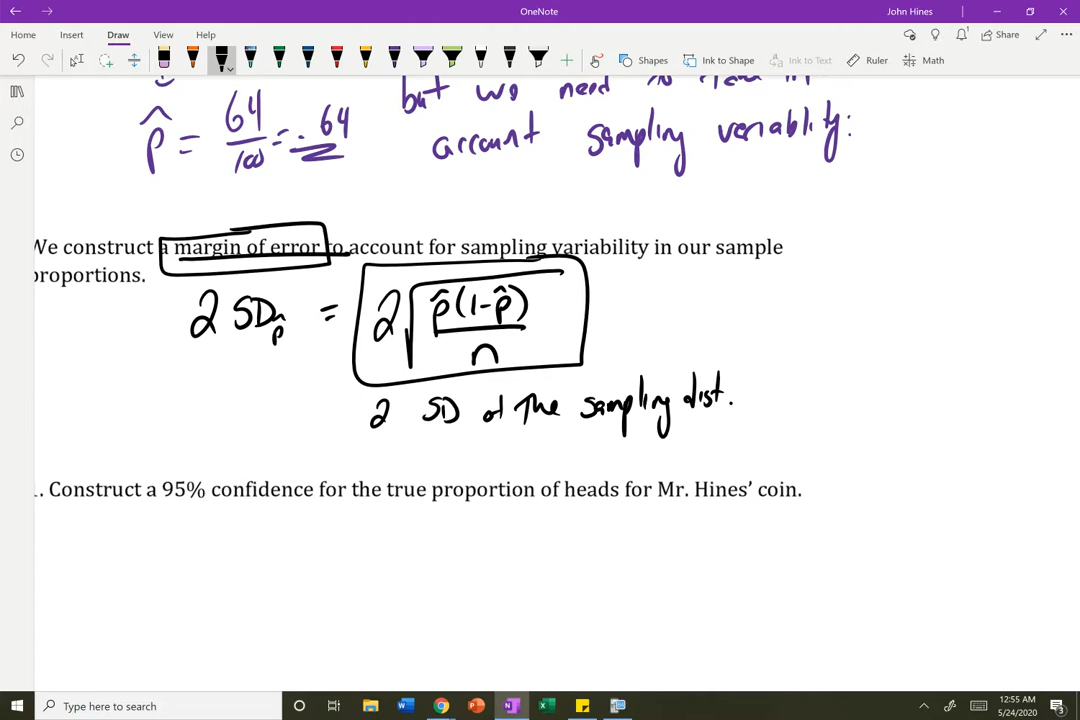 OneNote
John Hines
Home Insert Draw View Help
Share
Shapes Ink to Shape Ink to Text Ruler Math
but we need
p̂ = 64/100 = .64
account sampling variablity:
We construct a margin of error to account for sampling variability in our sample
proportions.
2 SDp̂ = 2√(p̂(1-p̂)/n)
2 SD of the sampling dist.
1. Construct a 95% confidence for the true proportion of heads for Mr. Hines’ coin.
Type here to search
12:55 AM
5/24/2020
3